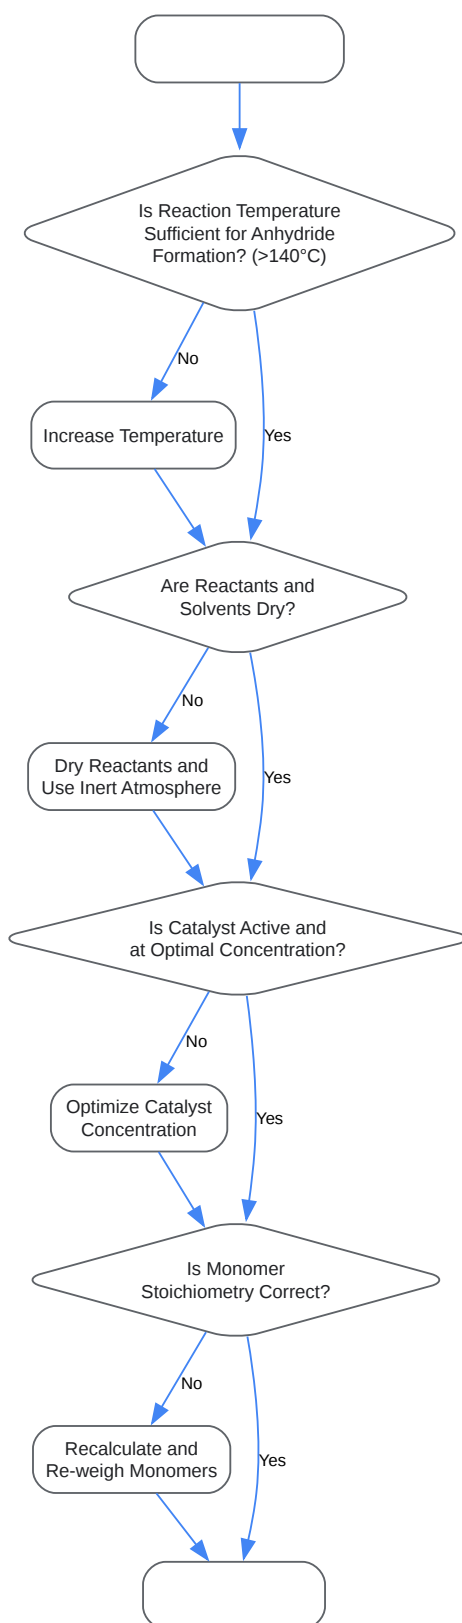 Is Reaction Temperature
Sufficient for Anhydride
Formation? (>140°C)
No
Yes
Increase Temperature
Are Reactants and
Solvents Dry?
No
Yes
Dry Reactants and
Use Inert Atmosphere
Is Catalyst Active and
at Optimal Concentration?
No
Yes
Optimize Catalyst
Concentration
Is Monomer
Stoichiometry Correct?
No
Yes
Recalculate and
Re-weigh Monomers